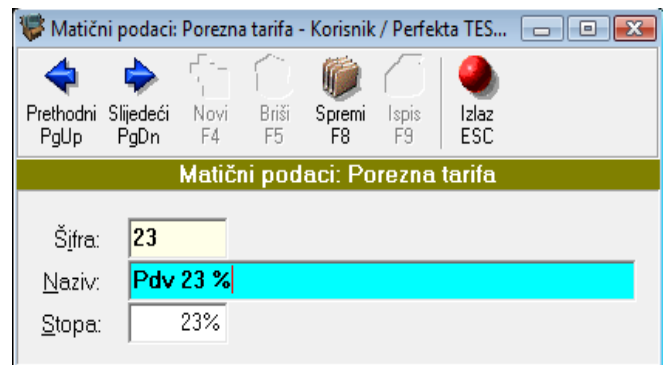 Matični podaci: Porezna tarifa - Korisnik / Perfekta TES...
Prethodni Slijedeći Novi Briši Spremi Ispis Izlaz
PgUp PgDn F4 F5 F8 F9 ESC
Matični podaci: Porezna tarifa
Šifra: 23
Naziv: Pdv 23 %
Stopa: 23%